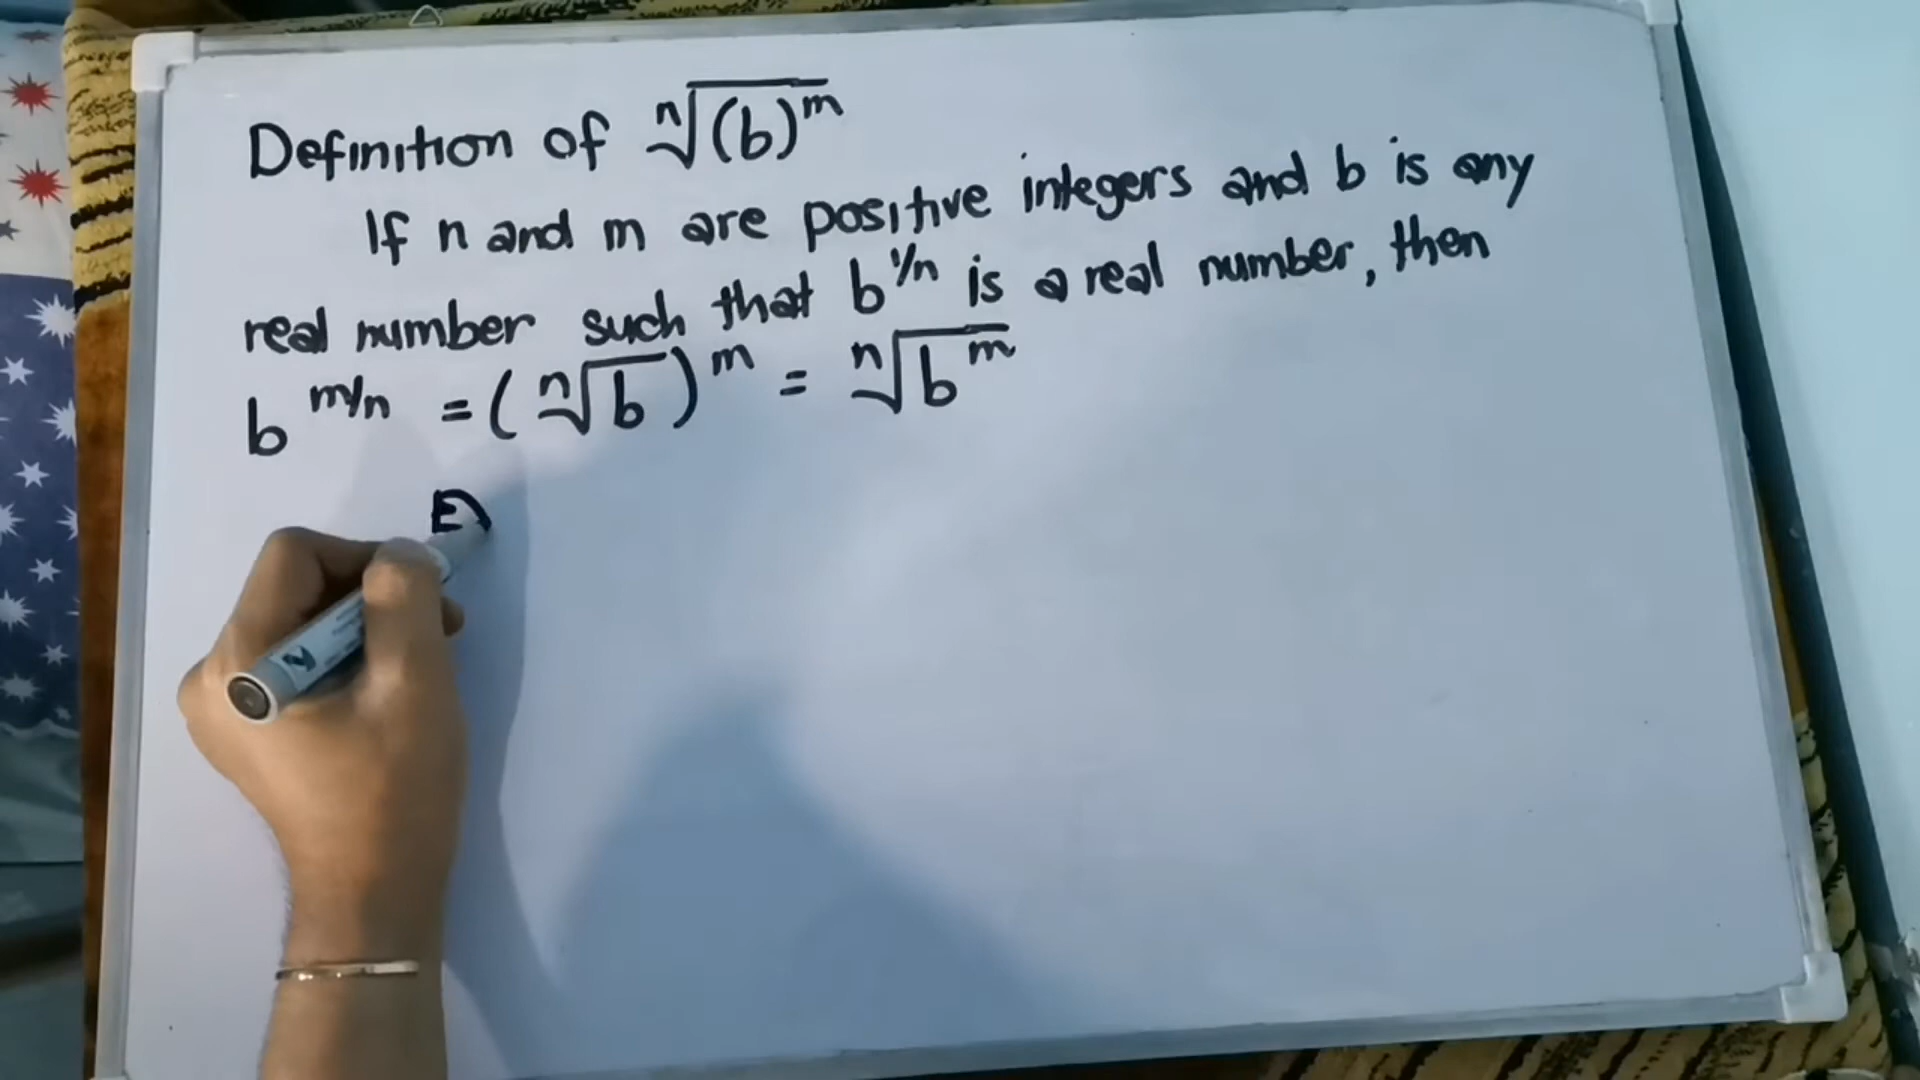 Definition of ⁿ√(b)ᵐ
If n and m are positive integers and b is any
real number such that b^1/n is a real number, then
b^m/n = (ⁿ√b)ᵐ = ⁿ√bᵐ
E